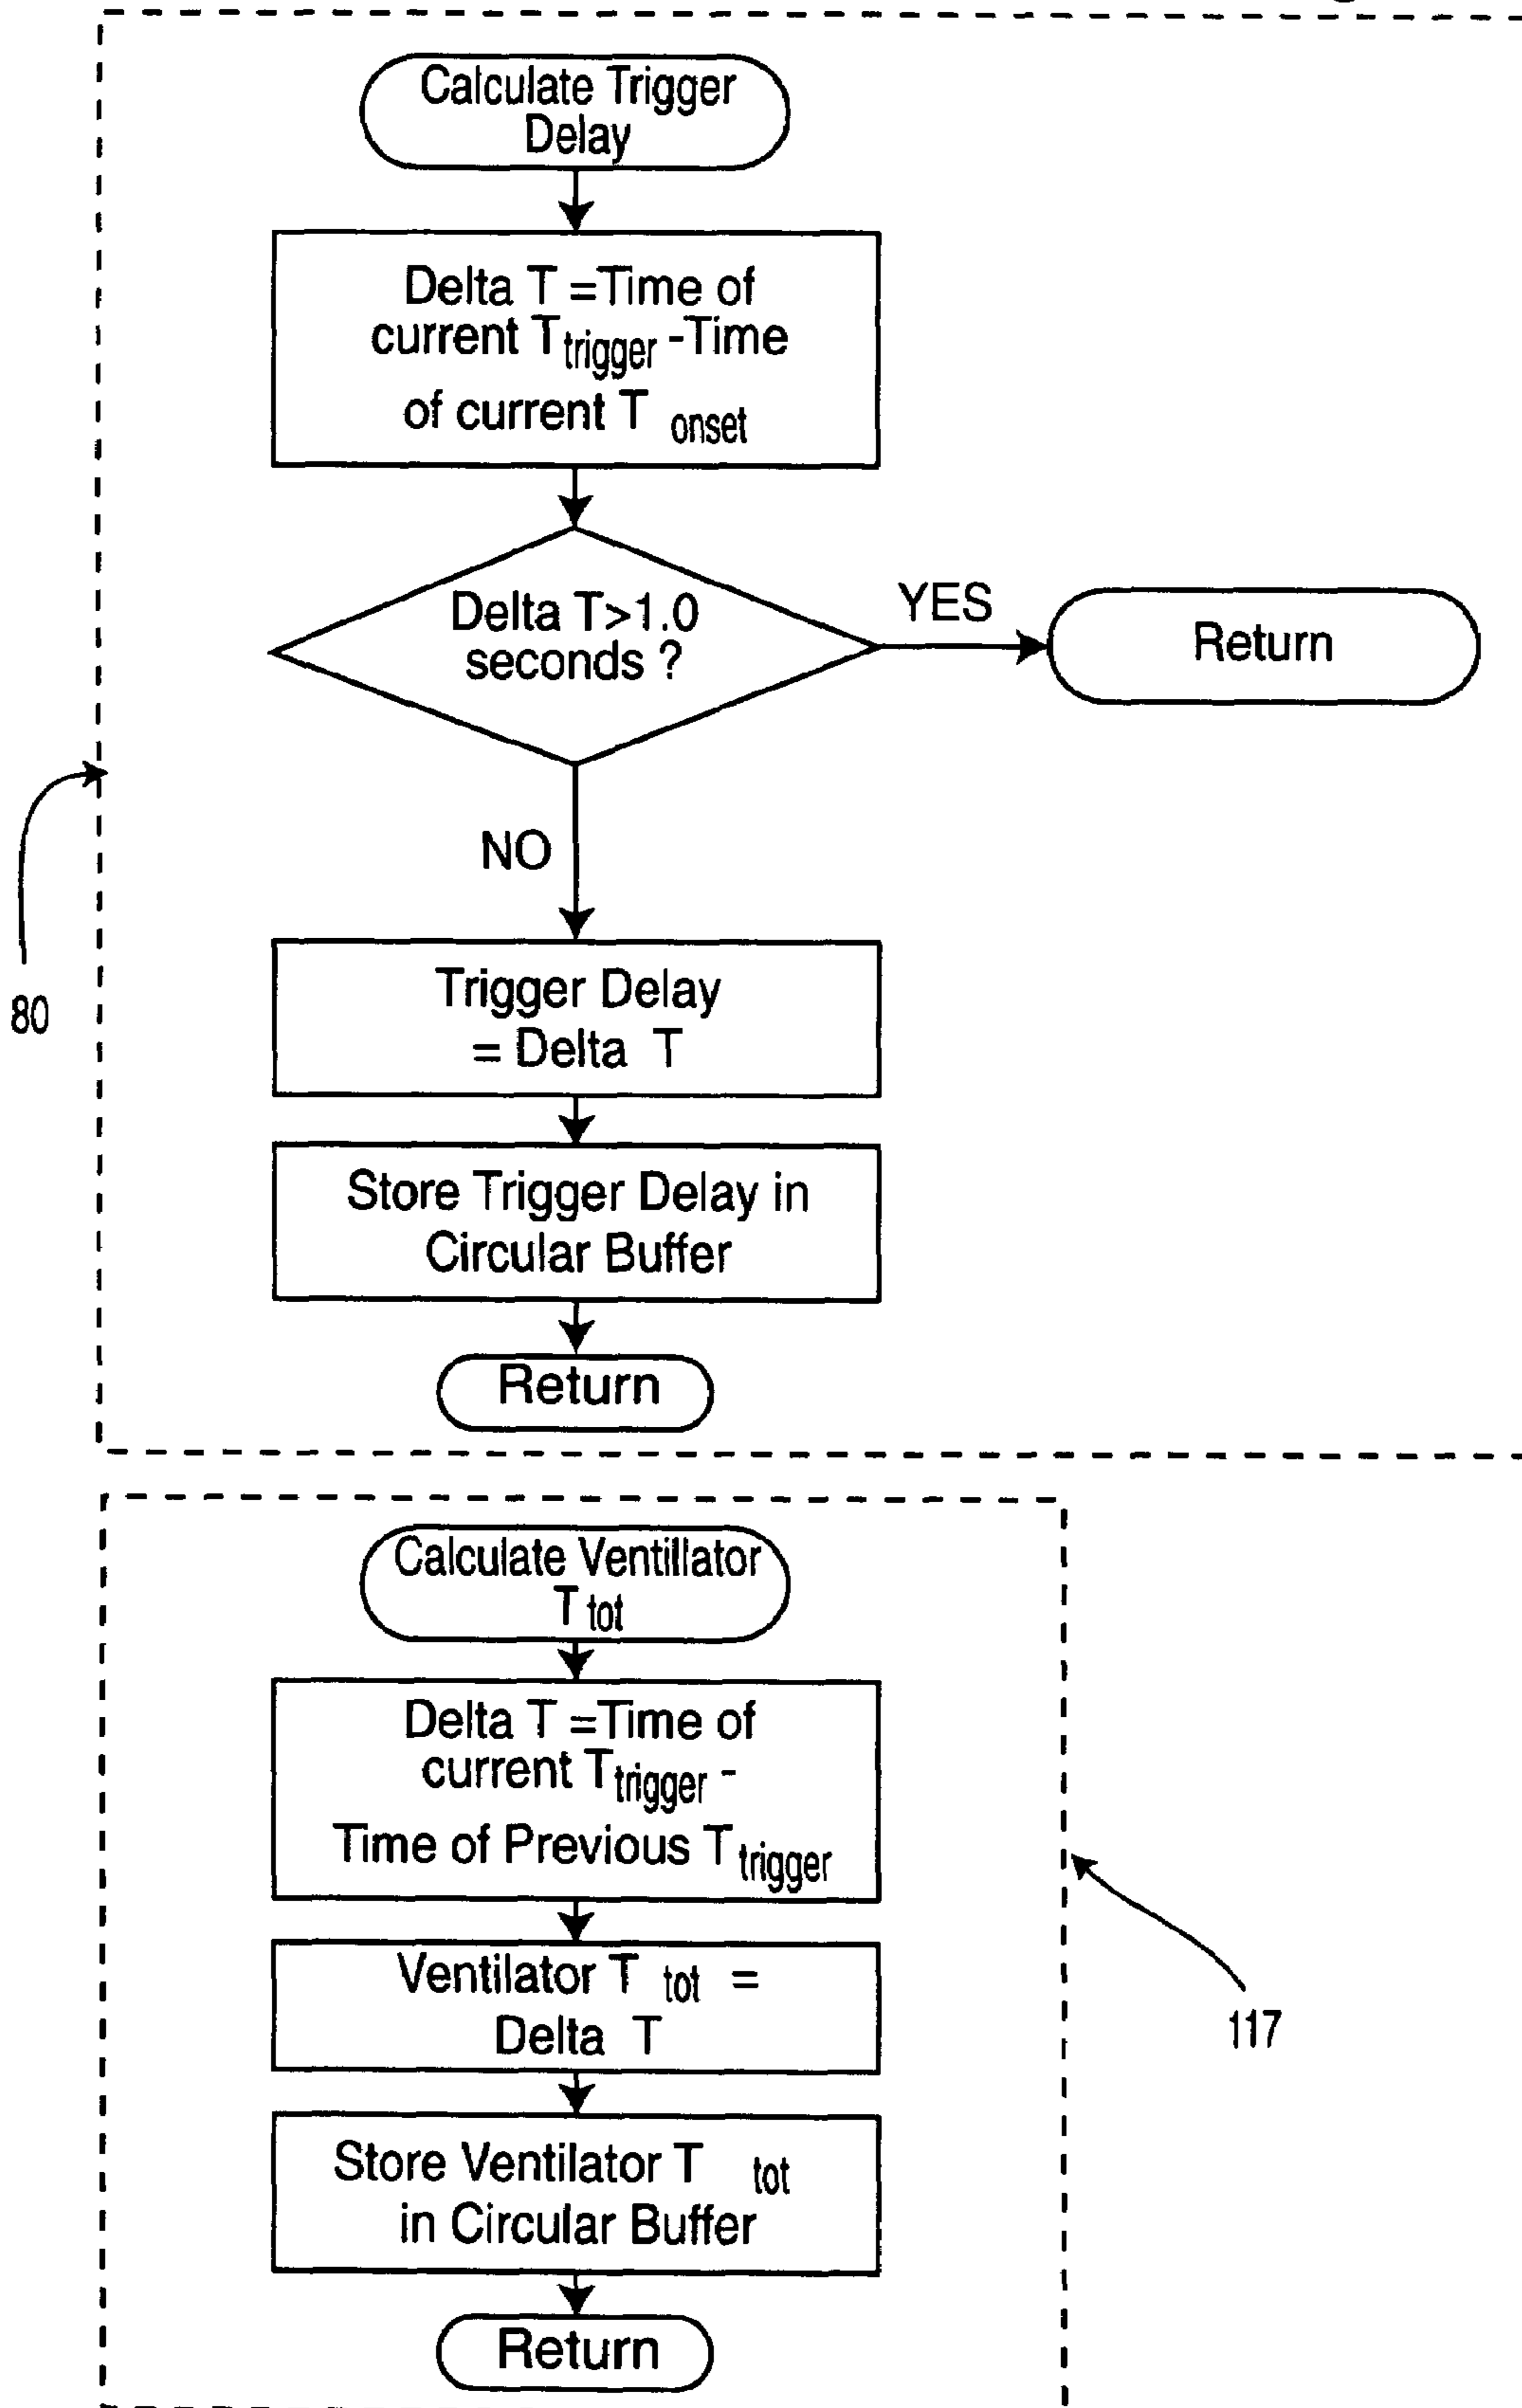 Calculate Trigger
Delay
Delta T =Time of
current Ttrigger -Time
of current T onset
Delta T>1.0
seconds ?
YES
Return
NO
Trigger Delay
= Delta T
Store Trigger Delay in
Circular Buffer
Return
80
Calculate Ventillator
T tot
Delta T =Time of
current Ttrigger -
Time of Previous T trigger
Ventilator T tot =
Delta T
Store Ventilator T tot
in Circular Buffer
Return
117